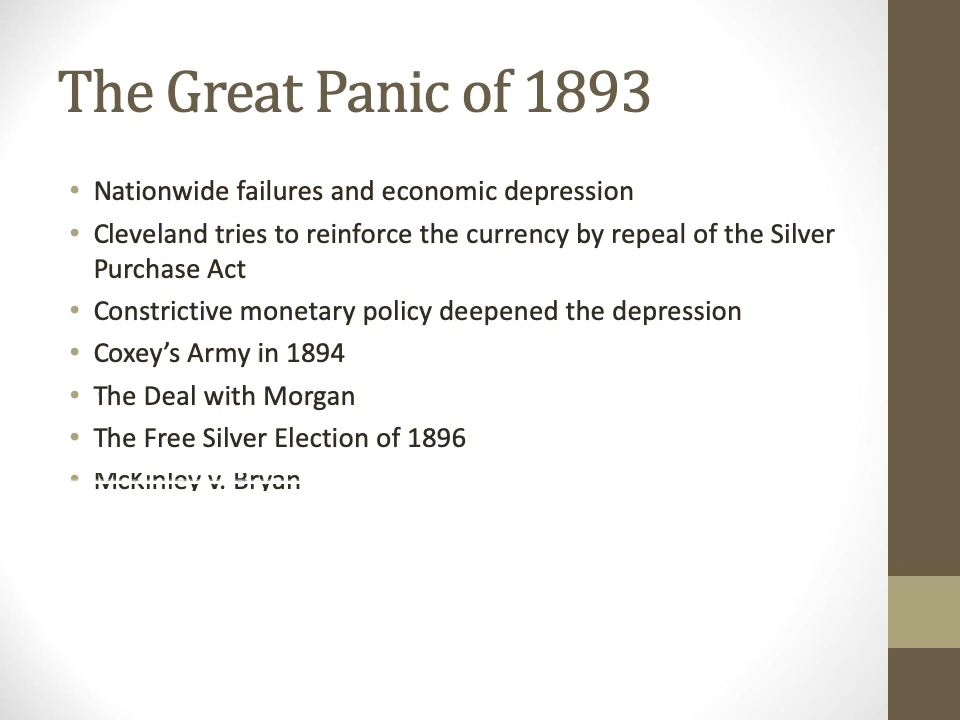 The Great Panic of 1893
• Nationwide failures and economic depression
• Cleveland tries to reinforce the currency by repeal of the Silver
Purchase Act
• Constrictive monetary policy deepened the depression
• Coxey’s Army in 1894
• The Deal with Morgan
• The Free Silver Election of 1896
• McKinley v. Bryan